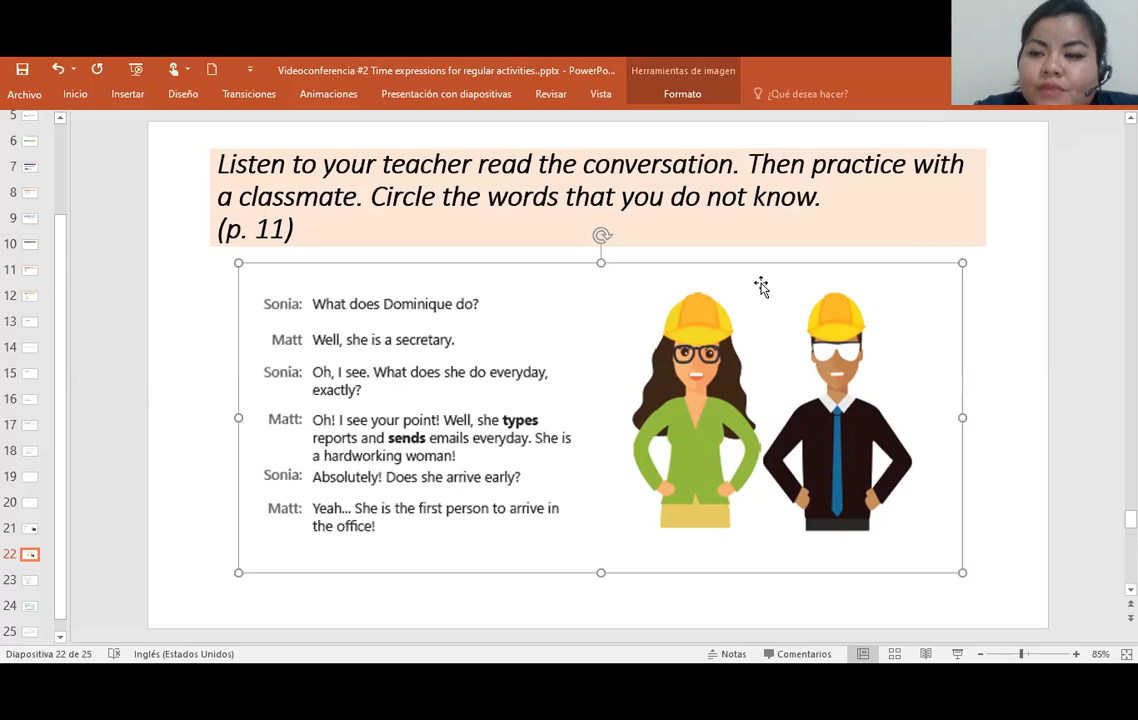 Videoconferencia #2 Time expressions for regular activities..pptx - PowerPo...
Herramientas de imagen
Archivo
Inicio
Insertar
Diseño
Transiciones
Animaciones
Presentación con diapositivas
Revisar
Vista
Formato
¿Qué desea hacer?
5
6
7
8
9
10
11
12
13
14
15
16
17
18
19
20
21
22
23
24
25
Listen to your teacher read the conversation. Then practice with
a classmate. Circle the words that you do not know.
(p. 11)
Sonia: What does Dominique do?
Matt Well, she is a secretary.
Sonia: Oh, I see. What does she do everyday,
exactly?
Matt: Oh! I see your point! Well, she types
reports and sends emails everyday. She is
a hardworking woman!
Sonia: Absolutely! Does she arrive early?
Matt: Yeah... She is the first person to arrive in
the office!
Diapositiva 22 de 25
Inglés (Estados Unidos)
Notas
Comentarios
85%